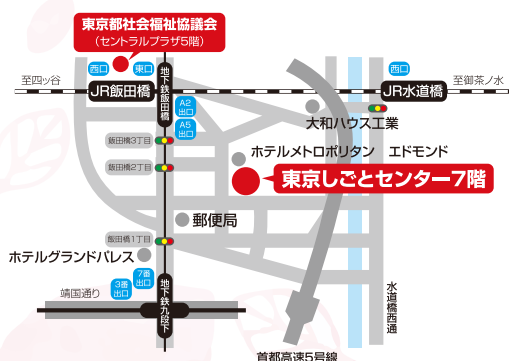 東京都社会福祉協議会
（セントラルプラザ5階）
西口
東口
西口
至四ッ谷
JR飯田橋
地下鉄飯田橋
JR水道橋
至御茶ノ水
A2
出口
A5
出口
大和ハウス工業
飯田橋3丁目
ホテルメトロポリタン　エドモンド
飯田橋2丁目
東京しごとセンター7階
郵便局
飯田橋1丁目
ホテルグランドパレス
7番
出口
3番
出口
靖国通り
地下鉄九段下
水道橋西通
首都高速5号線